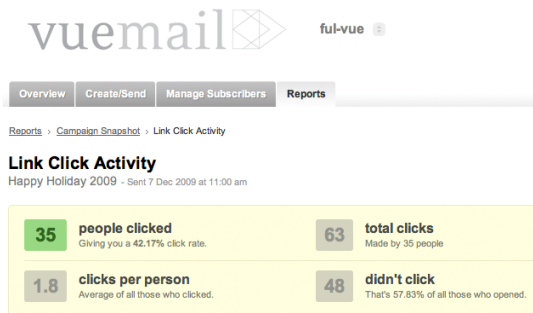 vuemail
ful-vue
Overview Create/Send Manage Subscribers Reports
Reports > Campaign Snapshot > Link Click Activity
Link Click Activity
Happy Holiday 2009 - Sent 7 Dec 2009 at 11:00 am
35 people clicked
Giving you a 42.17% click rate.
63 total clicks
Made by 35 people
1.8 clicks per person
Average of all those who clicked.
48 didn't click
That's 57.83% of all those who opened.